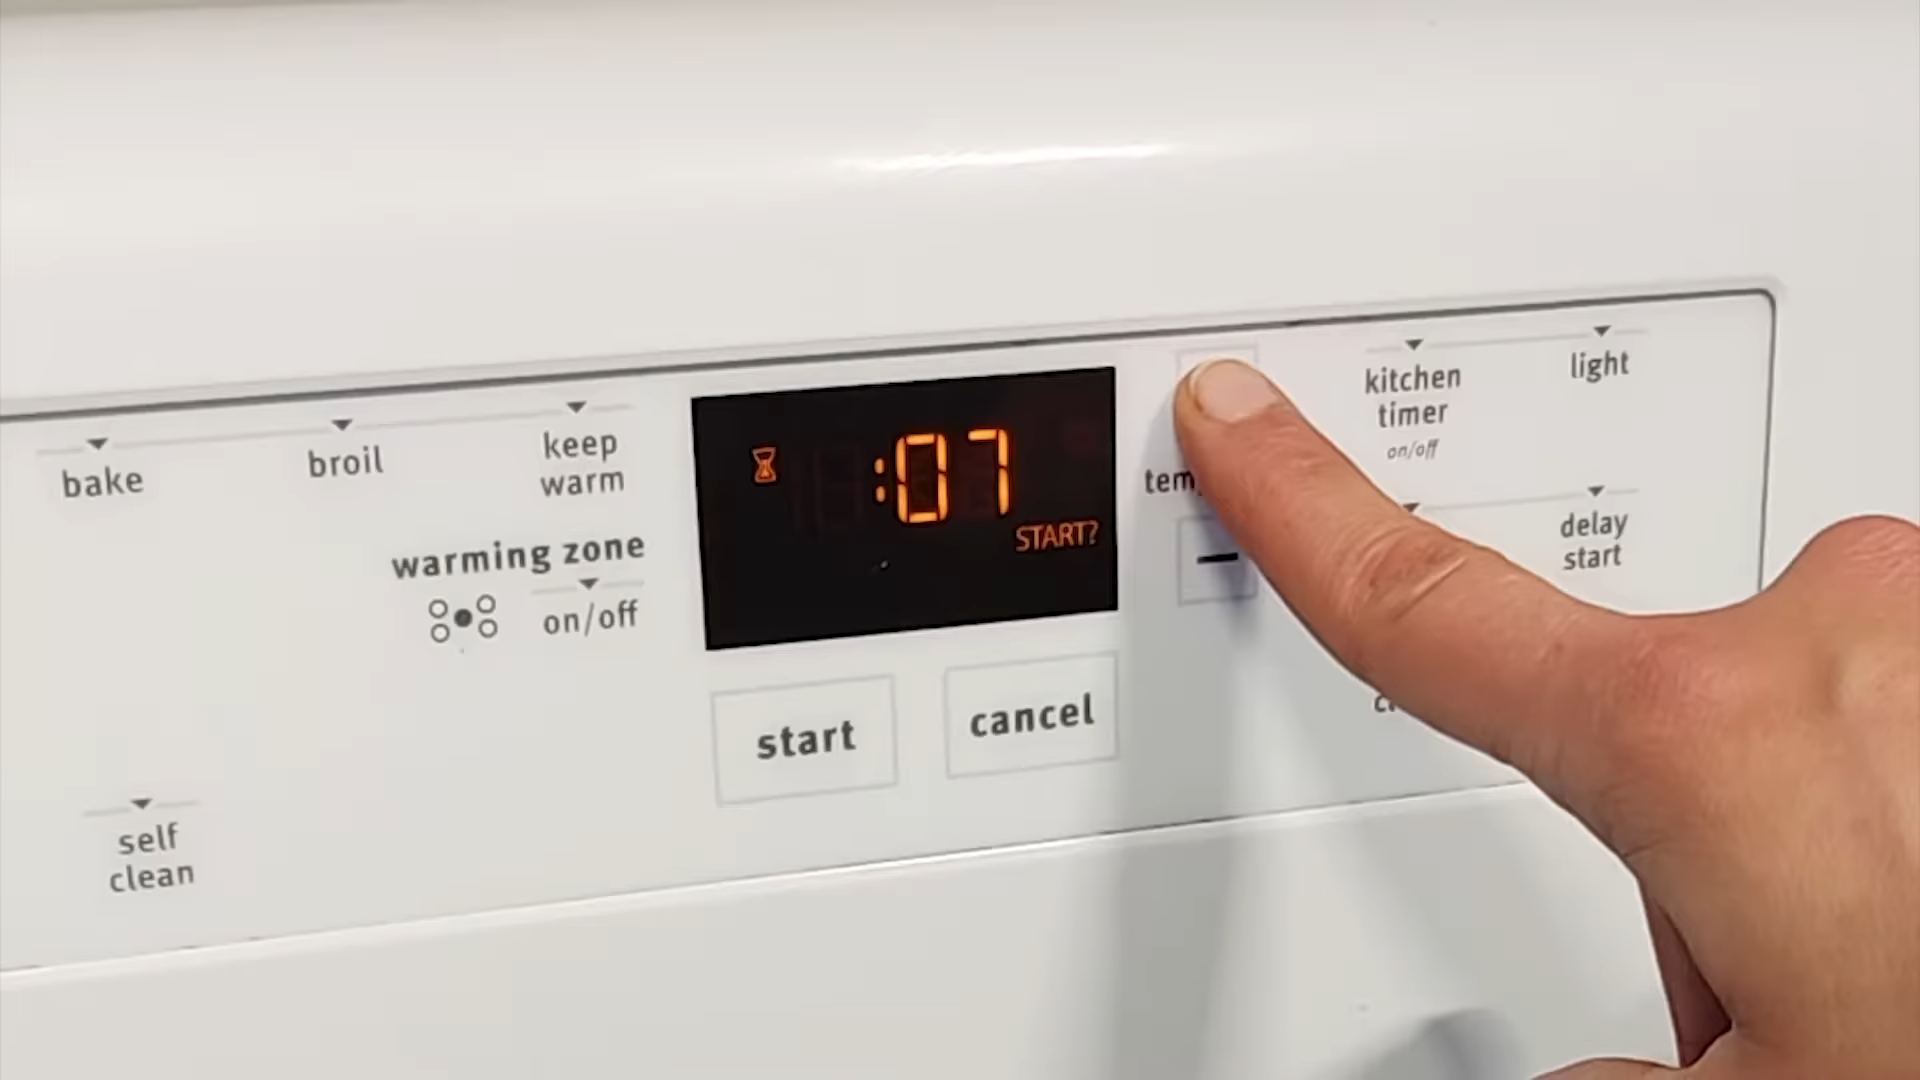 bake
broil
keep
warm
warming zone
on/off
self
clean
:07
START?
start
cancel
kitchen
timer
on/off
light
delay
start